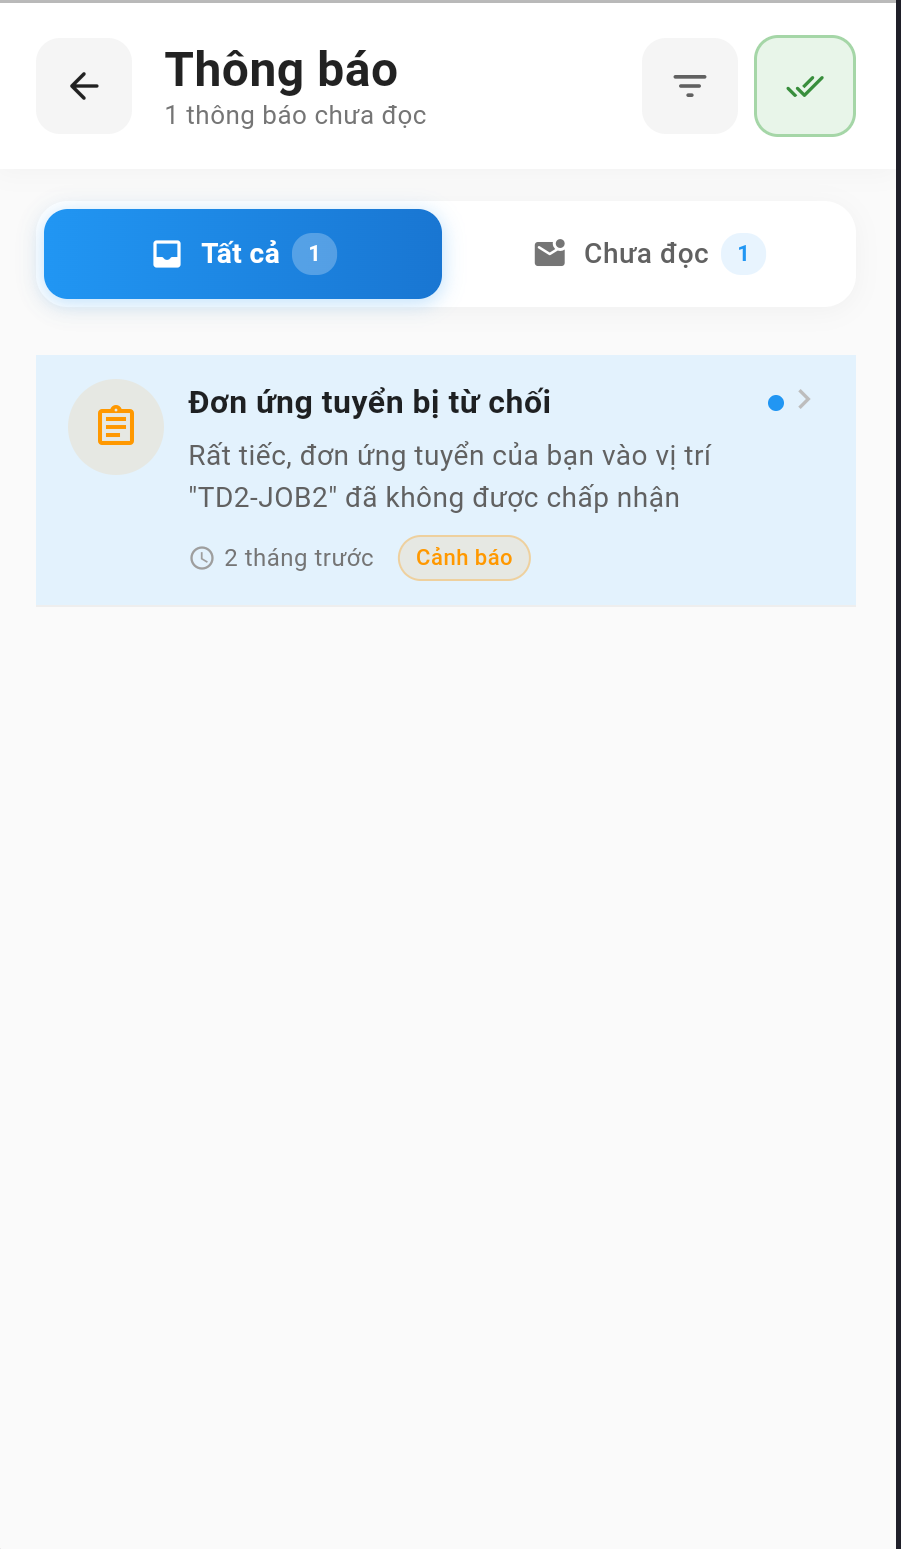 Thông báo
1 thông báo chưa đọc
Tất cả 1
Chưa đọc 1
Đơn ứng tuyển bị từ chối
Rất tiếc, đơn ứng tuyển của bạn vào vị trí
"TD2-JOB2" đã không được chấp nhận
2 tháng trước
Cảnh báo